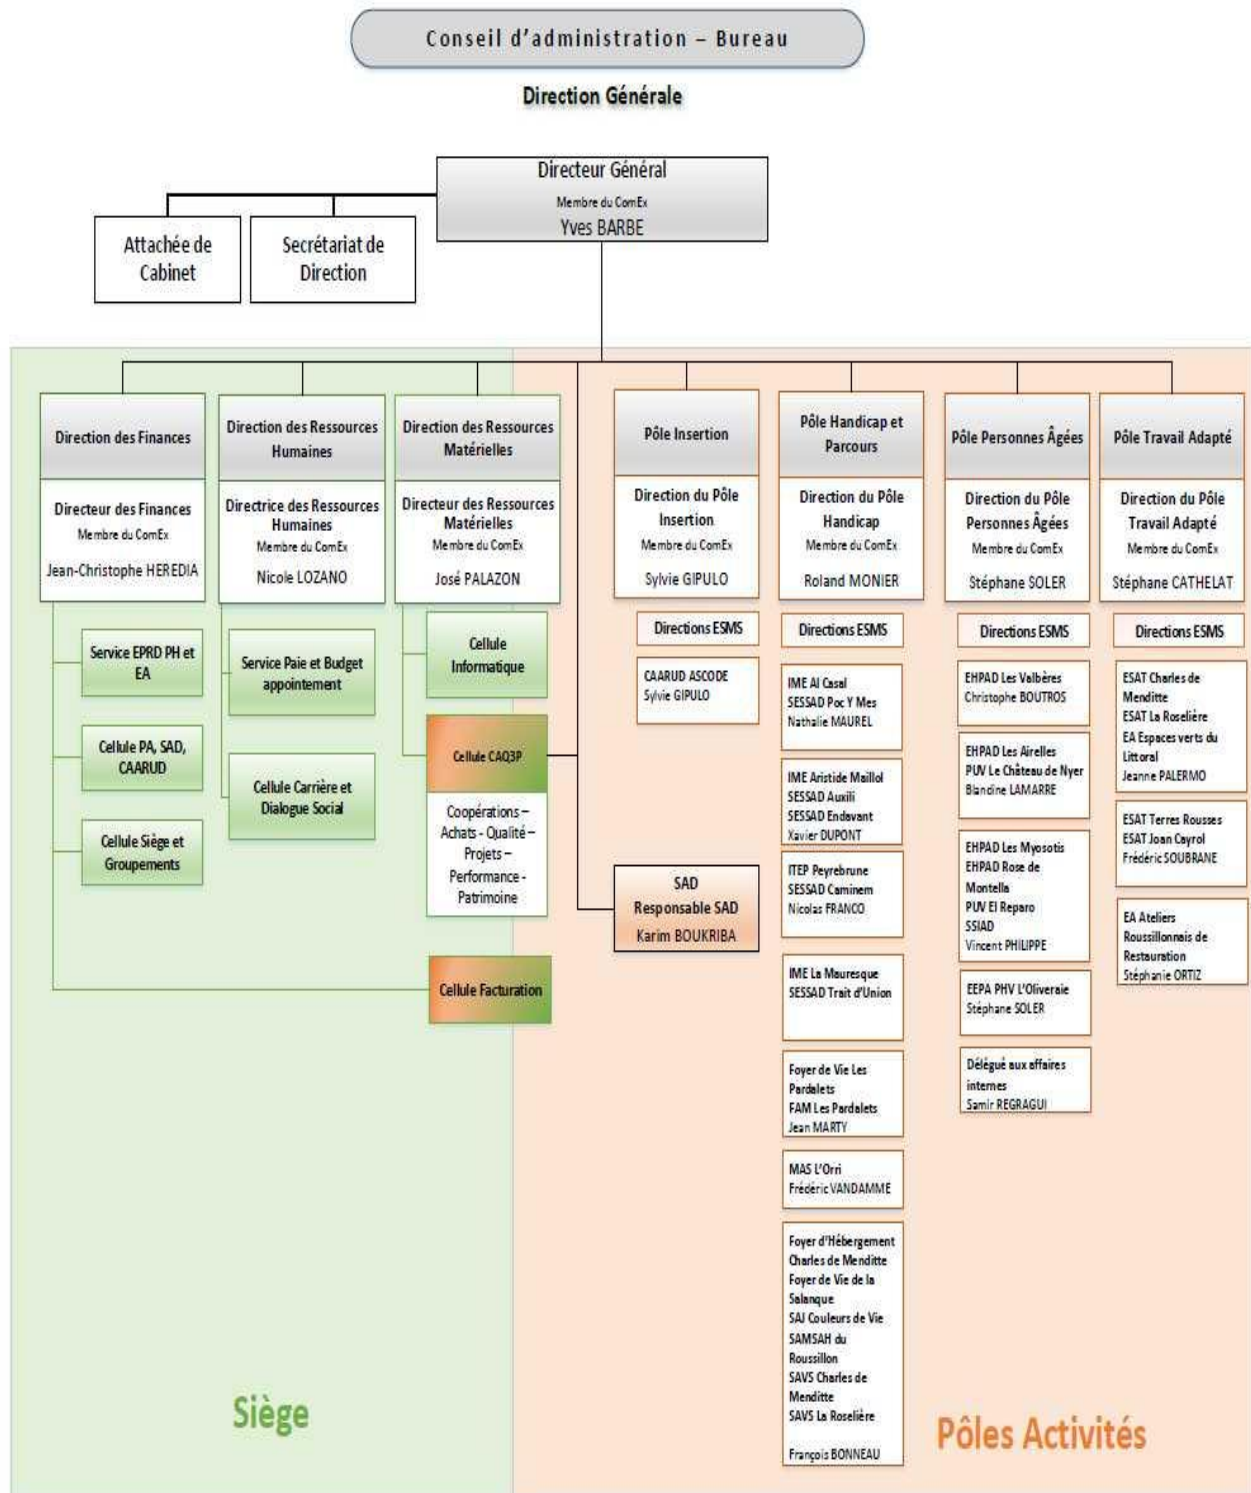 Conseil d'administration – Bureau
Direction Générale
Directeur Général
Membre du ComEx
Yves BARBE
Attachée de
Cabinet
Secrétariat de
Direction
Direction des Finances
Directeur des Finances
Membre du ComEx
Jean-Christophe HEREDIA
Service EPRD PH et
EA
Cellule PA, SAD,
CAARUD
Cellule Siège et
Groupements
Direction des Ressources
Humaines
Directrice des Ressources
Humaines
Membre du ComEx
Nicole LOZANO
Service Paie et Budget
appointement
Cellule Carrière et
Dialogue Social
Direction des Ressources
Matérielles
Directeur des Ressources
Matérielles
Membre du ComEx
José PALAZON
Cellule
Informatique
Cellule CAQ3P
Coopérations –
Achats - Qualité –
Projets –
Performance -
Patrimoine
Cellule Facturation
SAD
Responsable SAD
Karim BOUKRIBA
Pôle Insertion
Direction du Pôle
Insertion
Membre du ComEx
Sylvie GIPULO
Directions ESMS
CAARUD ASCODE
Sylvie GIPULO
Pôle Handicap et
Parcours
Direction du Pôle
Handicap
Membre du ComEx
Roland MONIER
Directions ESMS
IME Al Casal
SESSAD Poc Y Mes
Nathalie MAUREL
IME Aristide Maillol
SESSAD Auxili
SESSAD Endavant
Xavier DUPONT
ITEP Peyrebrune
SESSAD Caminem
Nicolas FRANCO
IME La Mauresque
SESSAD Trait d'Union
Foyer de Vie Les
Pardalets
FAM Les Pardalets
Jean MARTY
MAS L'Orri
Frédéric VANDAMME
Foyer d'Hébergement
Charles de Menditte
Foyer de Vie de la
Salanque
SAJ Couleurs de Vie
SAMSAH du
Roussillon
SAVS Charles de
Menditte
SAVS La Roselière
François BONNEAU
Pôle Personnes Âgées
Direction du Pôle
Personnes Âgées
Membre du ComEx
Stéphane SOLER
Directions ESMS
EHPAD Les Valbères
Christophe BOUTROS
EHPAD Les Airelles
PUV Le Château de Nyer
Blandine LAMARRE
EHPAD Les Myosotis
EHPAD Rose de
Montella
PUV El Reparo
SSIAD
Vincent PHILIPPE
EEPA PHV L'Oliveraie
Stéphane SOLER
Délégué aux affaires
internes
Samir REGRAGUI
Pôle Travail Adapté
Direction du Pôle
Travail Adapté
Membre du ComEx
Stéphane CATHELAT
Directions ESMS
ESAT Charles de
Menditte
ESAT La Roselière
EA Espaces verts du
Littoral
Jeanne PALERMO
ESAT Terres Rousses
ESAT Joan Cayrol
Frédéric SOUBRANE
EA Ateliers
Roussillonnais de
Restauration
Stéphanie ORTIZ
Siège
Pôles Activités